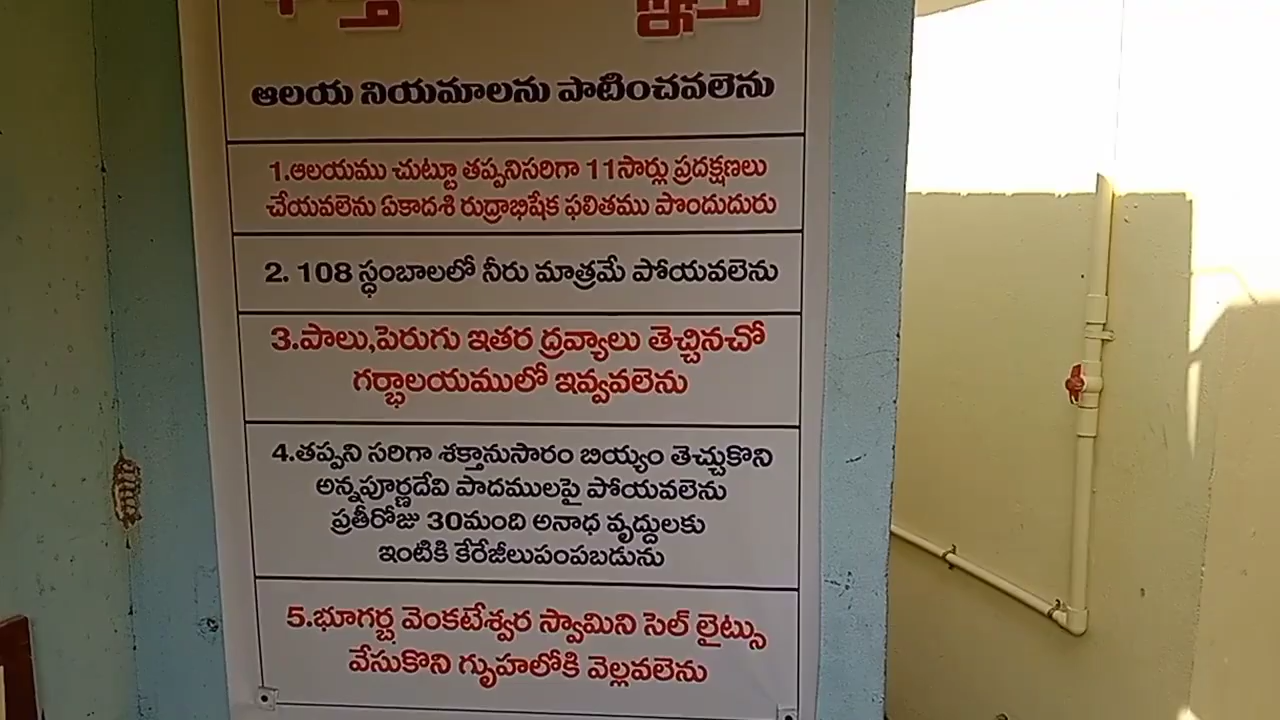 ఆలయ నియమాలను పాటించవలెను
1.ఆలయము చుట్టూ తప్పనిసరిగా 11సార్లు ప్రదక్షణలు
చేయవలెను ఏకాదశి రుద్రాభిషేక ఫలితము పొందుదురు
2. 108 స్ధంబాలలో నీరు మాత్రమే పోయవలెను
3.పాలు,పెరుగు ఇతర ద్రవ్యాలు తెచ్చినచో
గర్భాలయములో ఇవ్వవలెను
4.తప్పని సరిగా శక్తానుసారం బియ్యం తెచ్చుకొని
అన్నపూర్ణదేవి పాదములపై పోయవలెను
ప్రతీరోజు 30మంది అనాధ వృద్దులకు
ఇంటికి కేరేజీలుపంపబడును
5.భూగర్భ వెంకటేశ్వర స్వామిని సెల్ లైట్సు
వేసుకొని గృహలోకి వెల్లవలెను